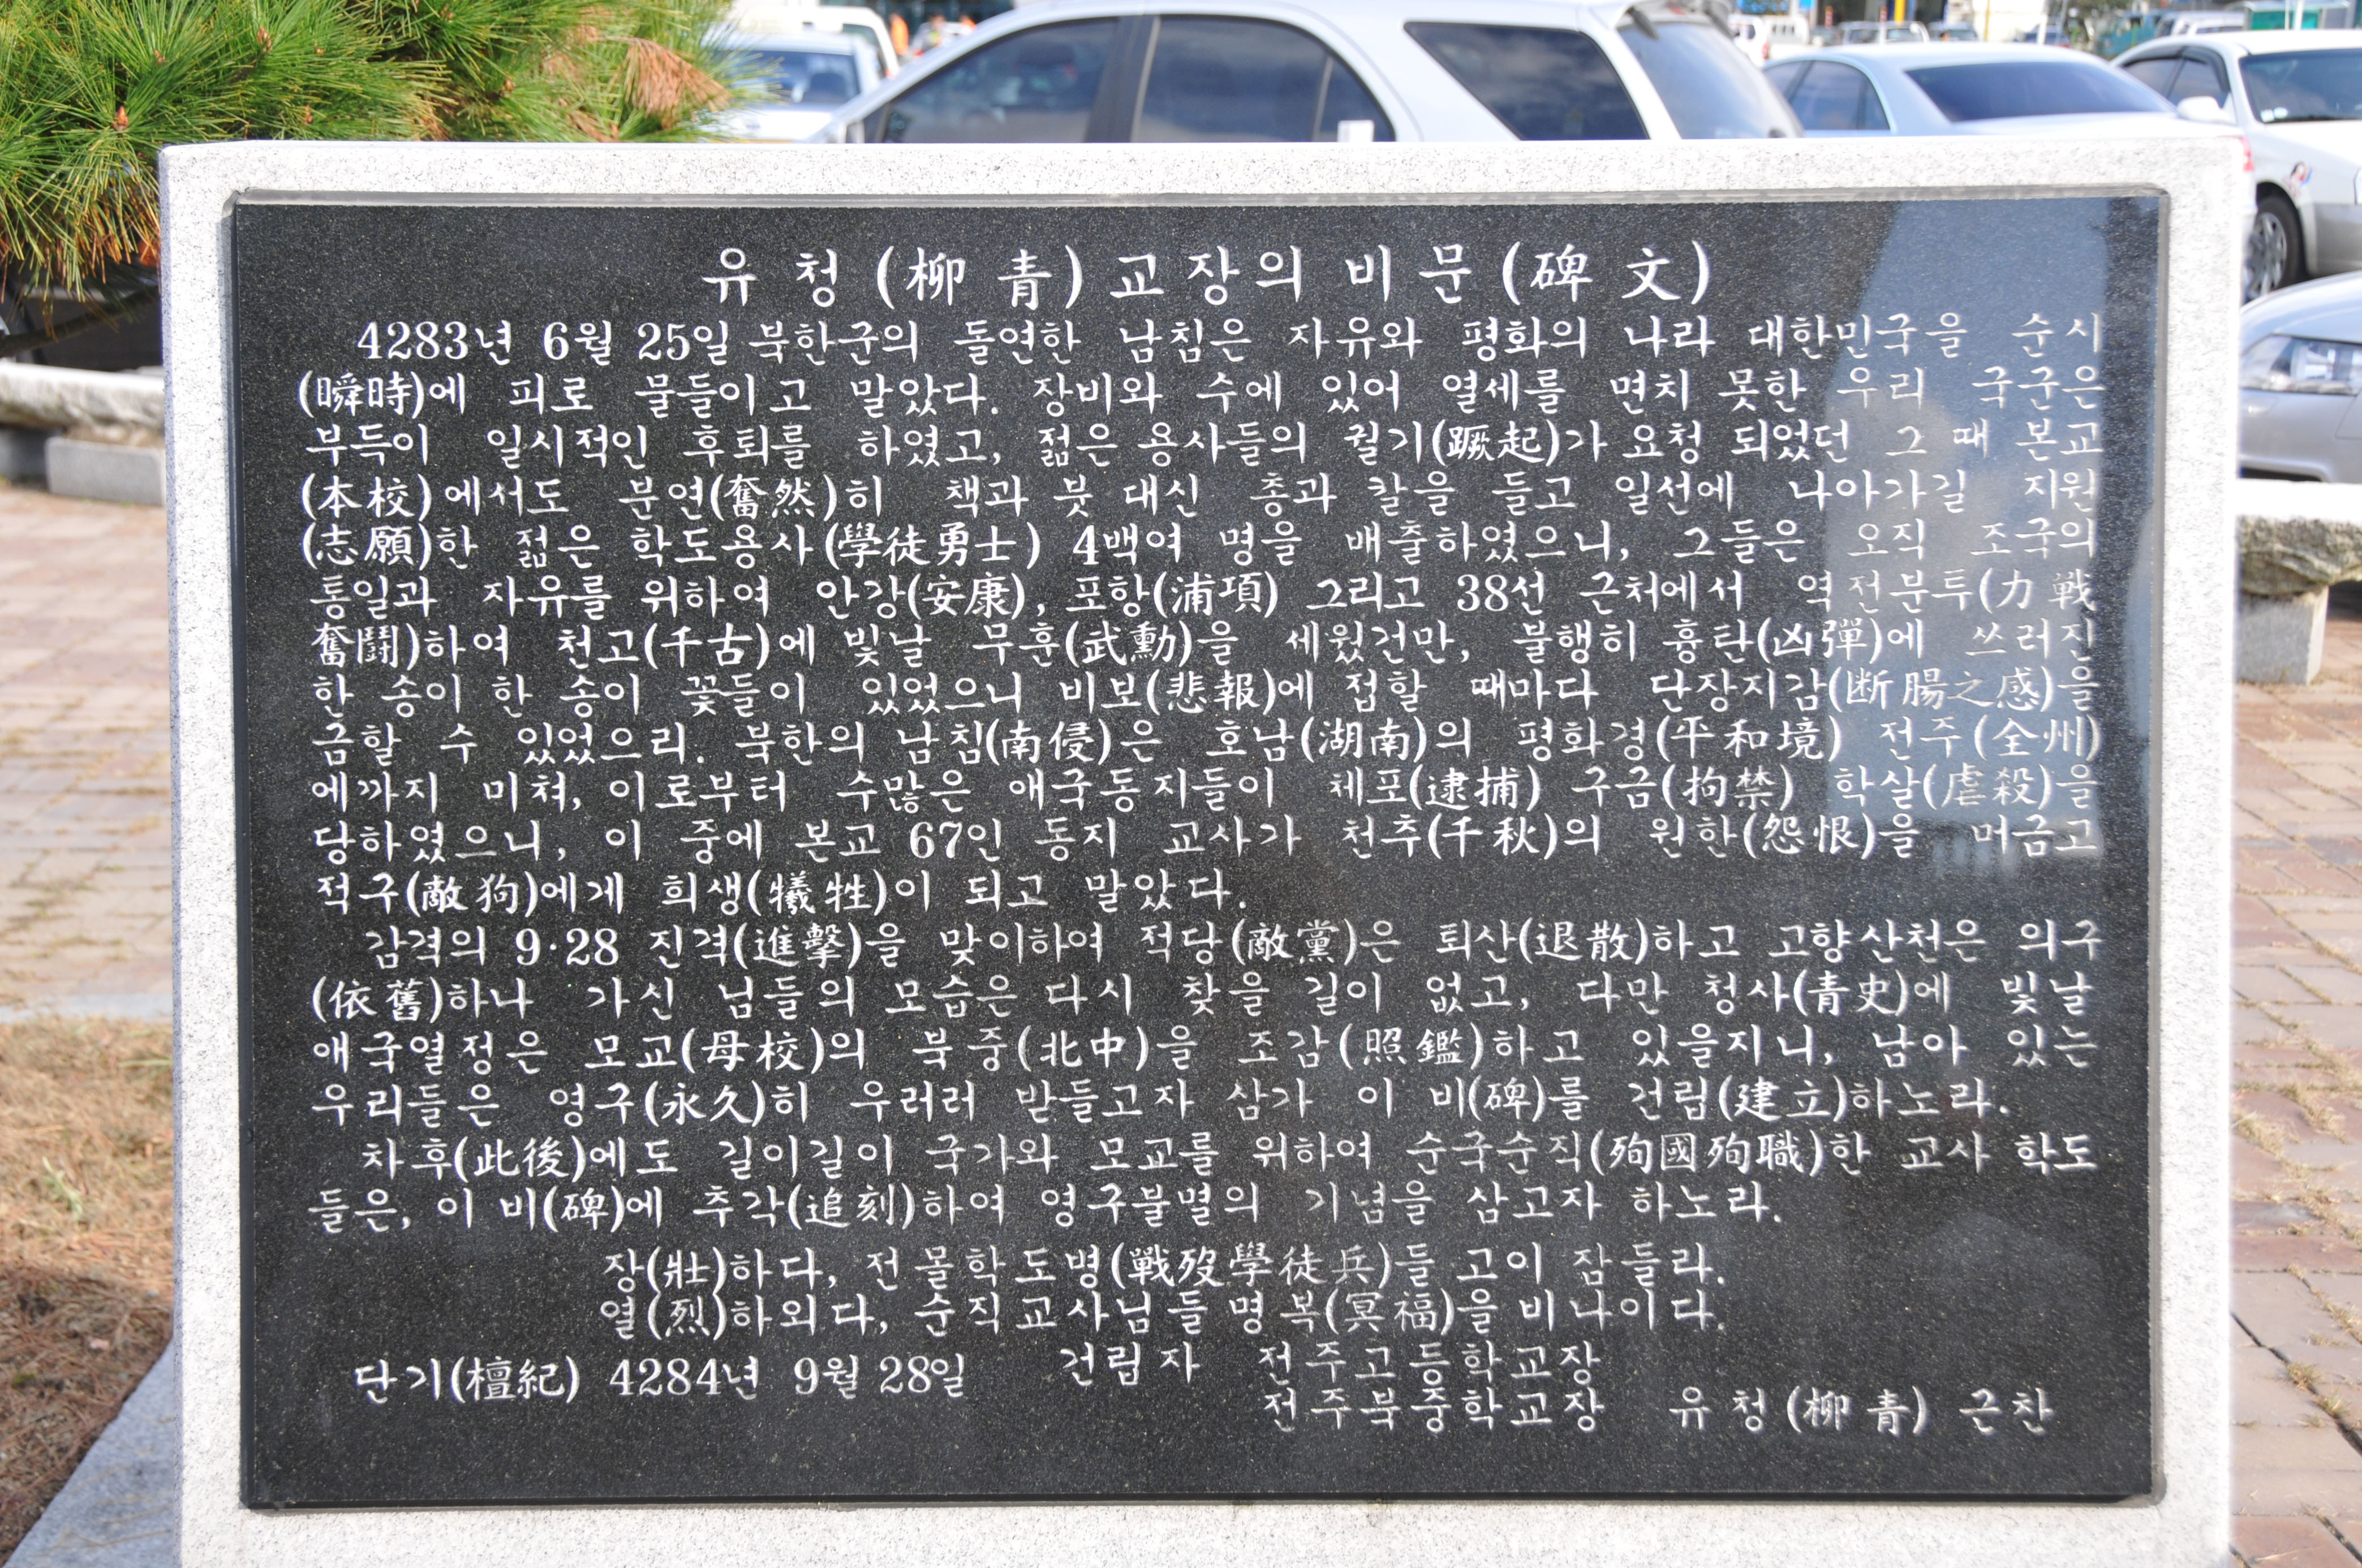 유 청(柳 靑)교장의 비문(碑 文)
4283년 6월 25일 북한군의 돌연한 남침은 자유와 평화의 나라 대한민국을 순시
(瞬時)에 피로 물들이고 말았다. 장비와 수에 있어 열세를 면치 못한 우리 국군은
부득이 일시적인 후퇴를 하였고, 젊은 용사들의 궐기(蹶起)가 요청 되었던 그 때 본교
(本校)에서도 분연(奮然)히 책과 붓 대신 총과 칼을 들고 일선에 나아가길 지원
(志願)한 젊은 학도용사(學徒勇士) 4백여 명을 배출하였으니, 그들은 오직 조국의
통일과 자유를 위하여 안강(安康), 포항(浦項) 그리고 38선 근처에서 역전분투(力戰
奮鬪)하여 천고(千古)에 빛날 무훈(武勳)을 세웠건만, 불행히 흉탄(凶彈)에 쓰러진
한 송이 한 송이 꽃들이 있었으니 비보(悲報)에 접할 때마다 단장지감(断腸之感)을
금할 수 있었으리. 북한의 남침(南侵)은 호남(湖南)의 평화경(平和境) 전주(全州)
에까지 미쳐, 이로부터 수많은 애국동지들이 체포(逮捕) 구금(拘禁) 학살(虐殺)을
당하였으니, 이 중에 본교 67인 동지 교사가 천추(千秋)의 원한(怨恨)을 머금고
적구(敵狗)에게 희생(犧牲)이 되고 말았다.
감격의 9·28 진격(進擊)을 맞이하여 적당(敵黨)은 퇴산(退散)하고 고향산천은 의구
(依舊)하나 가신 님들의 모습은 다시 찾을 길이 없고, 다만 청사(靑史)에 빛날
애국열정은 모교(母校)의 북중(北中)을 조감(照鑑)하고 있을지니, 남아 있는
우리들은 영구(永久)히 우러러 받들고자 삼가 이 비(碑)를 건립(建立)하노라.
차후(此後)에도 길이길이 국가와 모교를 위하여 순국순직(殉國殉職)한 교사 학도
들은, 이 비(碑)에 추각(追刻)하여 영구불멸의 기념을 삼고자 하노라.
장(壯)하다, 전몰학도병(戰歿學徒兵)들 고이 잠들라.
열(烈)하외다, 순직교사님들 명복(冥福)을 비나이다.
단기(檀紀) 4284년 9월 28일 건립자 전주고등학교장
전주북중학교장 유청(柳靑) 근찬